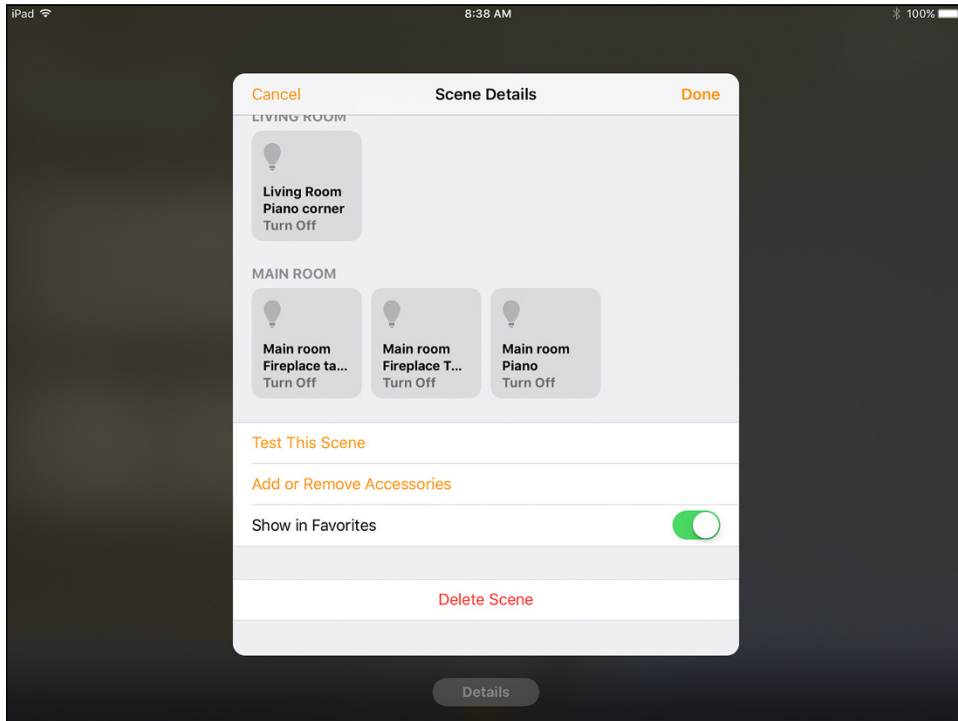 iPad 8:38 AM 100%
Cancel Scene Details Done
LIVING ROOM
Living Room
Piano corner
Turn Off
MAIN ROOM
Main room
Fireplace ta...
Turn Off
Main room
Fireplace T...
Turn Off
Main room
Piano
Turn Off
Test This Scene
Add or Remove Accessories
Show in Favorites
Delete Scene
Details